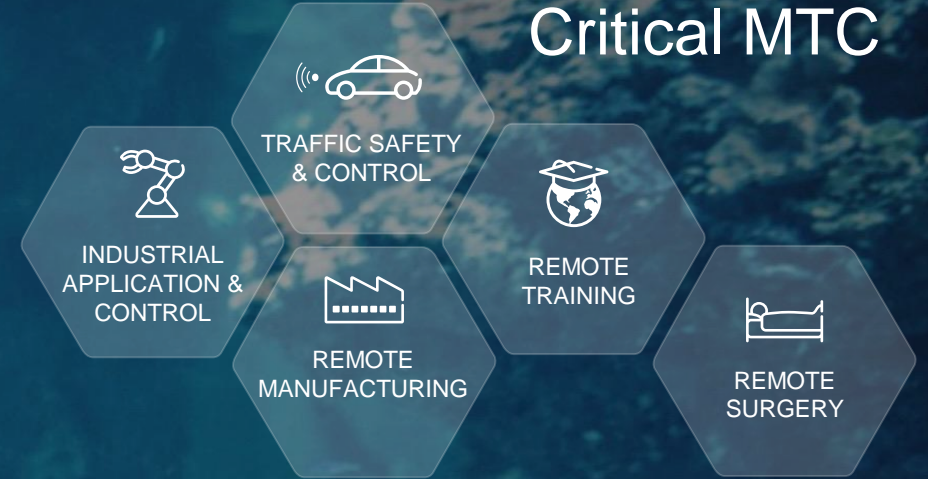 Critical MTC
TRAFFIC SAFETY
& CONTROL
INDUSTRIAL
APPLICATION &
CONTROL
REMOTE
TRAINING
REMOTE
MANUFACTURING
REMOTE
SURGERY